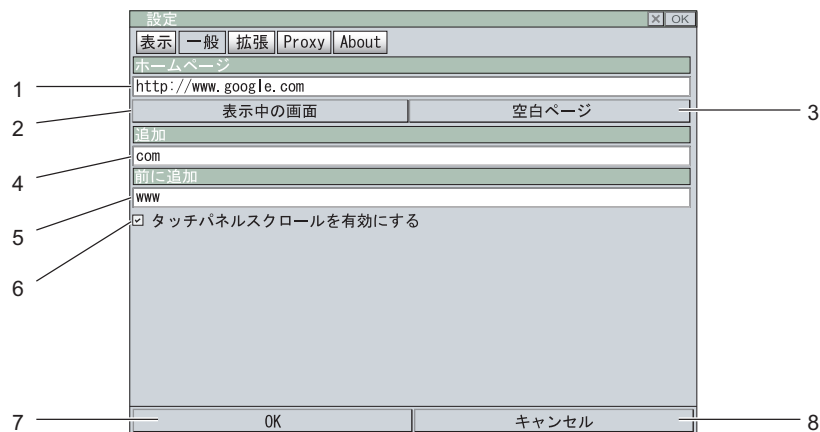 設定 × OK
表示 一般 拡張 Proxy About
ホームページ
1 http://www.google.com
2 表示中の画面 空白ページ 3
追加
4 com
前に追加
5 www
6 タッチパネルスクロールを有効にする
7 OK キャンセル 8